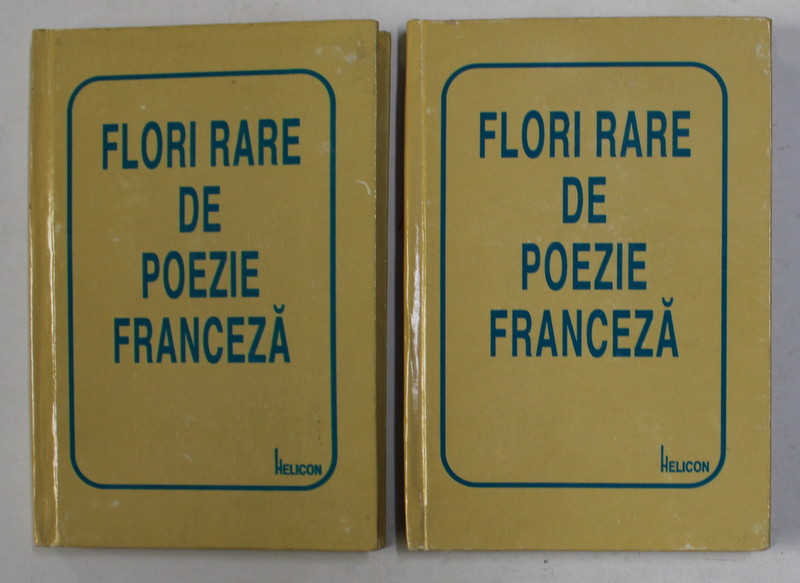 FLORI RARE
DE
POEZIE
FRANCEZĂ
HELICON
FLORI RARE
DE
POEZIE
FRANCEZĂ
HELICON